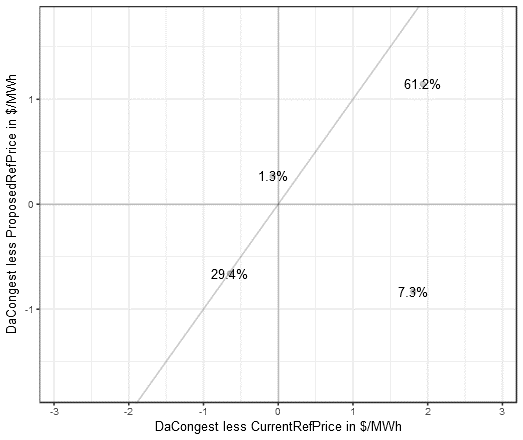 DaCongest less ProposedRefPrice in $/MWh
61.2%
1
1.3%
0
29.4%
7.3%
-1
-3 -2 -1 0 1 2 3
DaCongest less CurrentRefPrice in $/MWh